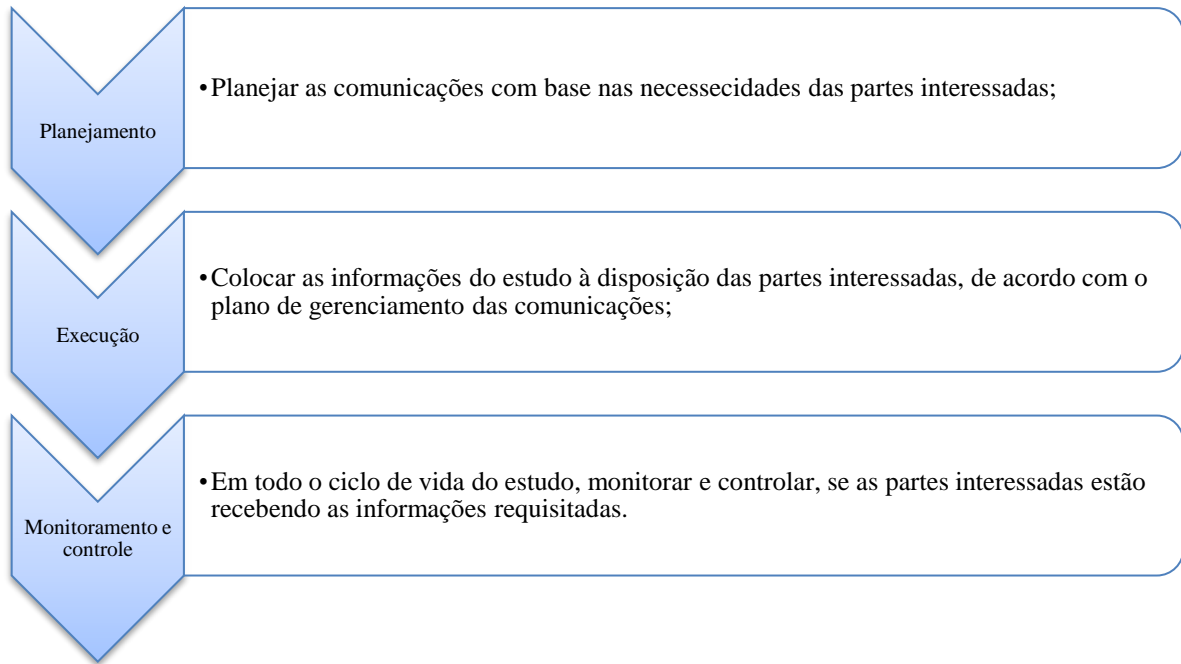 Planejamento
•Planejar as comunicações com base nas necessecidades das partes interessadas;
Execução
•Colocar as informações do estudo à disposição das partes interessadas, de acordo com o
plano de gerenciamento das comunicações;
Monitoramento e
controle
•Em todo o ciclo de vida do estudo, monitorar e controlar, se as partes interessadas estão
recebendo as informações requisitadas.